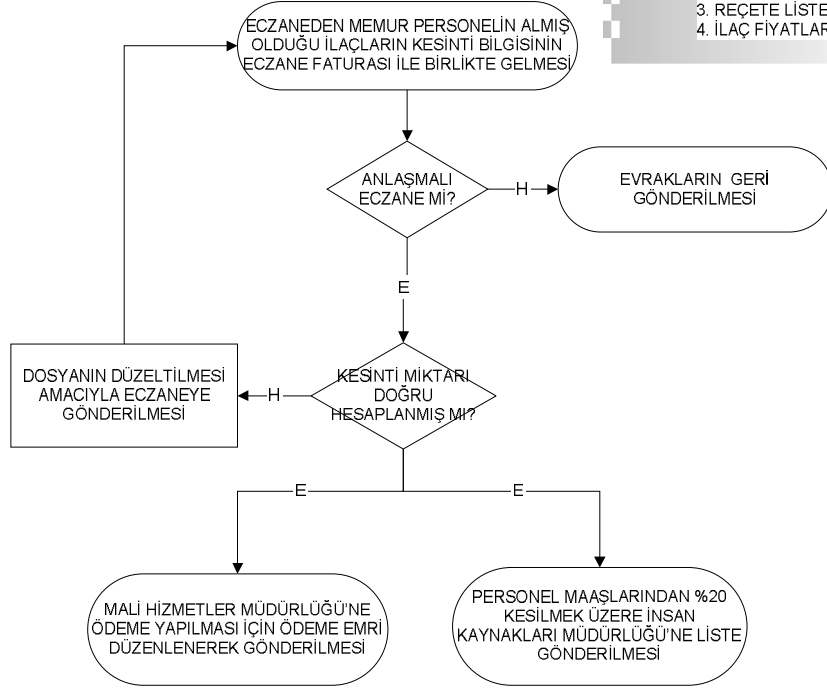 3. REÇETE LİSTE
4. İLAÇ FİYATLAR
ECZANEDEN MEMUR PERSONELİN ALMIŞ
OLDUĞU İLAÇLARIN KESİNTİ BİLGİSİNİN
ECZANE FATURASI İLE BİRLİKTE GELMESİ
ANLAŞMALI
ECZANE Mİ?
H
EVRAKLARIN GERİ
GÖNDERİLMESİ
E
DOSYANIN DÜZELTİLMESİ
AMACIYLA ECZANEYE
GÖNDERİLMESİ
H
KESİNTİ MİKTARI
DOĞRU
HESAPLANMIŞ MI?
E
E
MALİ HİZMETLER MÜDÜRLÜĞÜ'NE
ÖDEME YAPILMASI İÇİN ÖDEME EMRİ
DÜZENLENEREK GÖNDERİLMESİ
PERSONEL MAAŞLARINDAN %20
KESİLMEK ÜZERE İNSAN
KAYNAKLARI MÜDÜRLÜĞÜ'NE LİSTE
GÖNDERİLMESİ